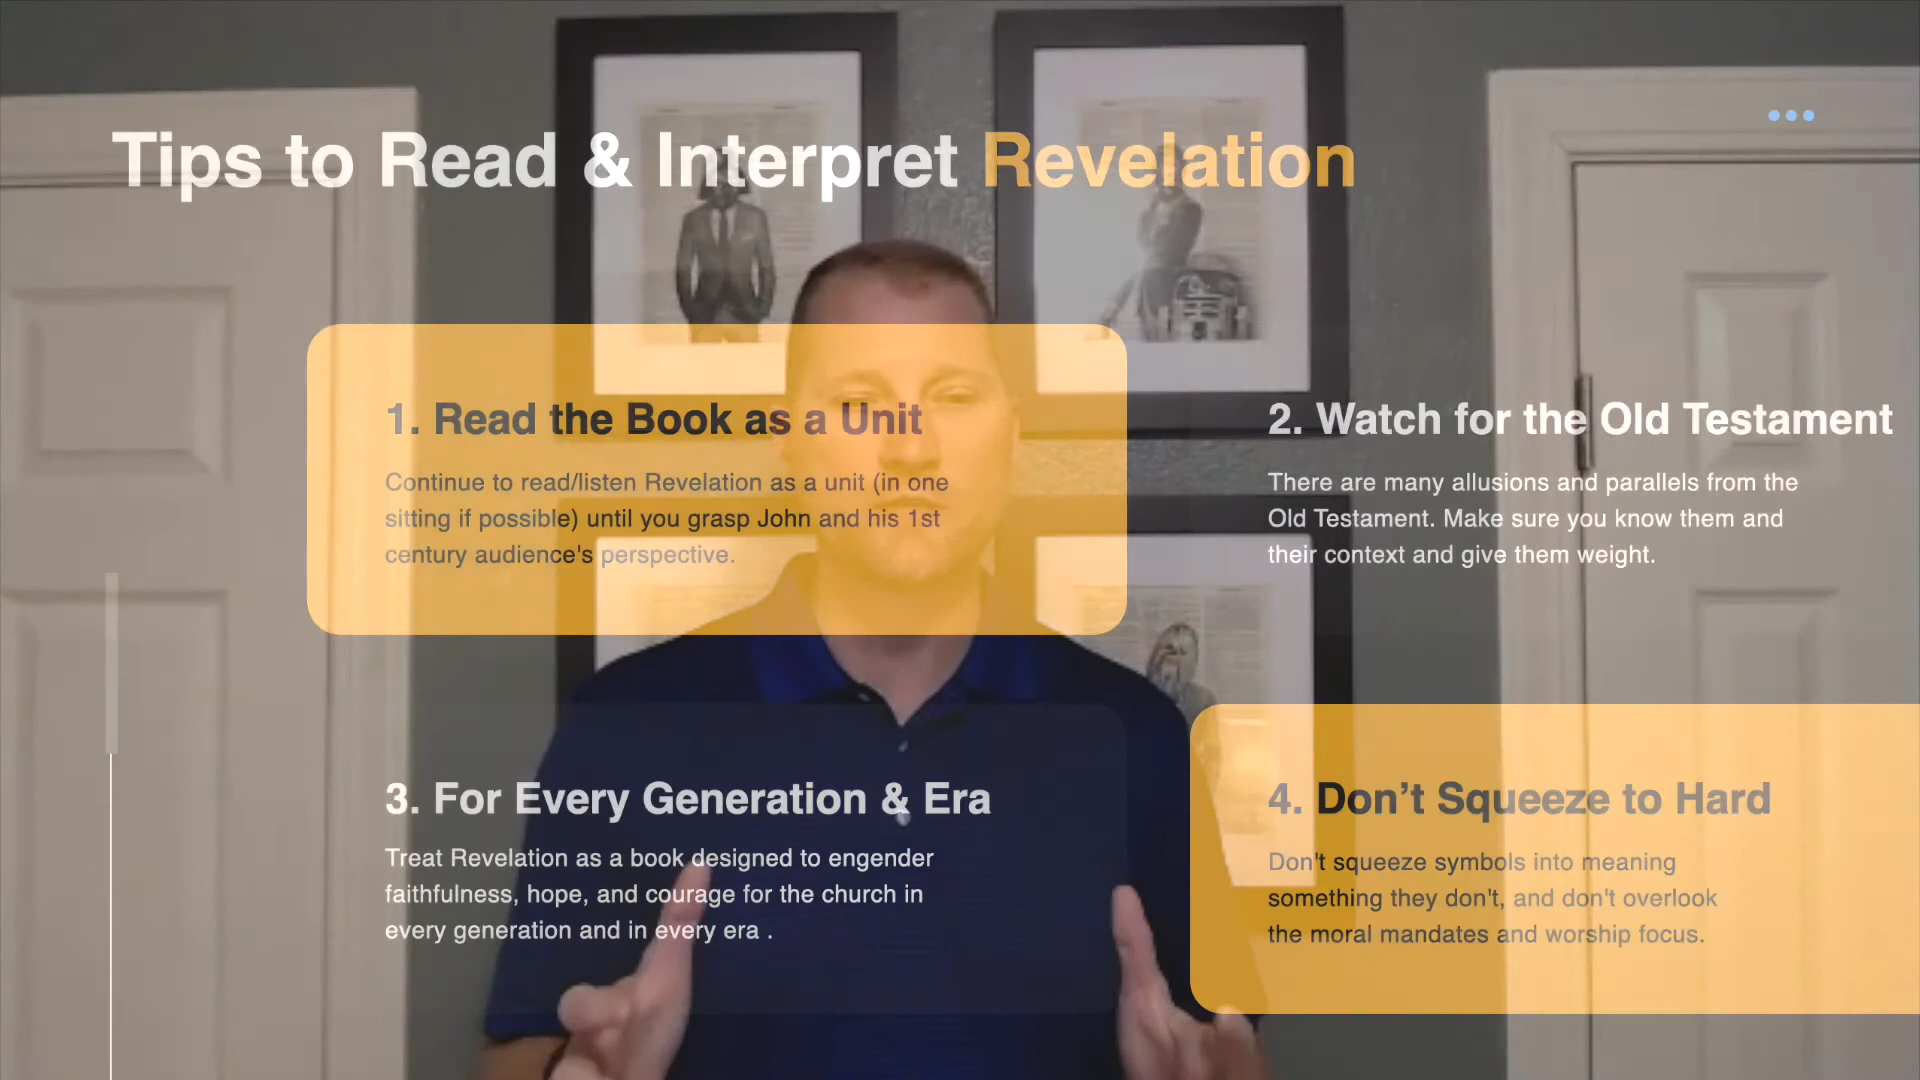 Tips to Read & Interpret Revelation
1. Read the Book as a Unit
Continue to read/listen Revelation as a unit (in one
sitting if possible) until you grasp John and his 1st
century audience's perspective.
2. Watch for the Old Testament
There are many allusions and parallels from the
Old Testament. Make sure you know them and
their context and give them weight.
3. For Every Generation & Era
Treat Revelation as a book designed to engender
faithfulness, hope, and courage for the church in
every generation and in every era .
4. Don’t Squeeze to Hard
Don't squeeze symbols into meaning
something they don't, and don't overlook
the moral mandates and worship focus.